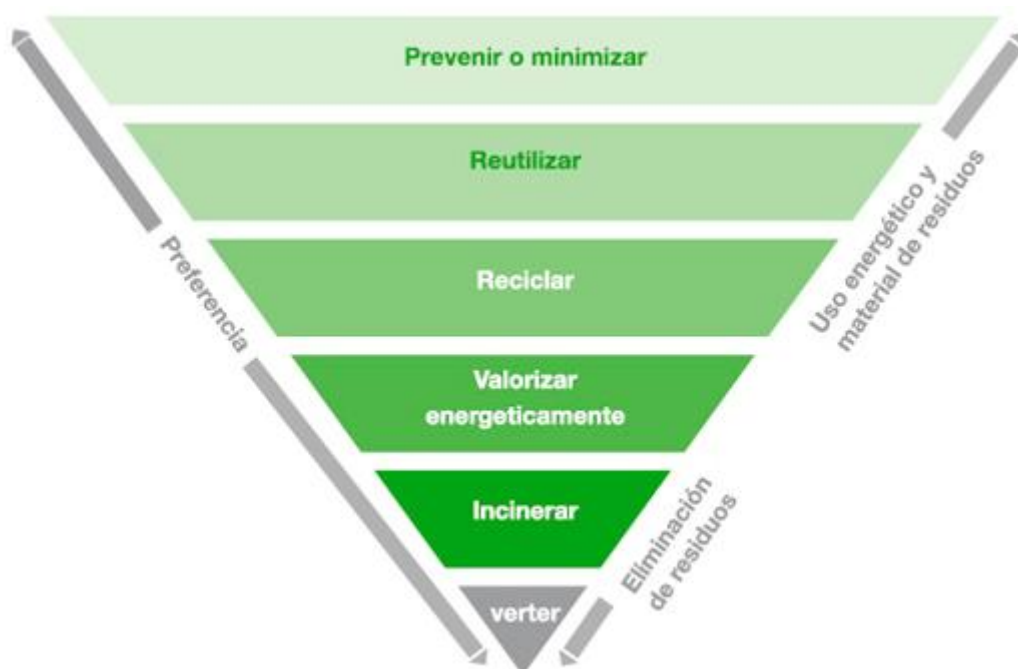 Prevenir o minimizar
Reutilizar
Reciclar
Valorizar
energeticamente
Incinerar
verter
Preferencia
Uso energético y
material de residuos
Eliminación
de residuos